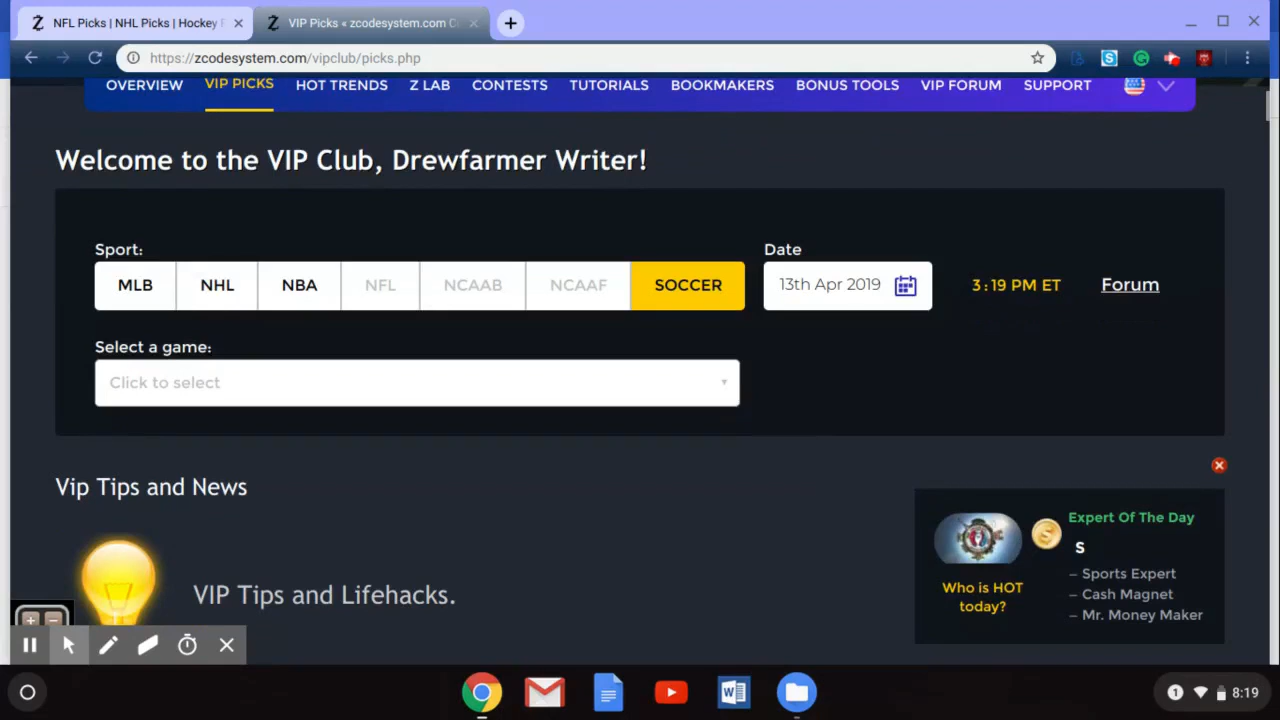 NFL Picks | NHL Picks | Hockey
VIP Picks « zcodesystem.com
https://zcodesystem.com/vipclub/picks.php
OVERVIEW VIP PICKS HOT TRENDS Z LAB CONTESTS TUTORIALS BOOKMAKERS BONUS TOOLS VIP FORUM SUPPORT
Welcome to the VIP Club, Drewfarmer Writer!
Sport: Date
MLB NHL NBA NFL NCAAB NCAAF SOCCER 13th Apr 2019 3:19 PM ET Forum
Select a game:
Click to select
Vip Tips and News
Expert Of The Day
S
– Sports Expert
– Cash Magnet
– Mr. Money Maker
Who is HOT
today?
VIP Tips and Lifehacks.
1 8:19